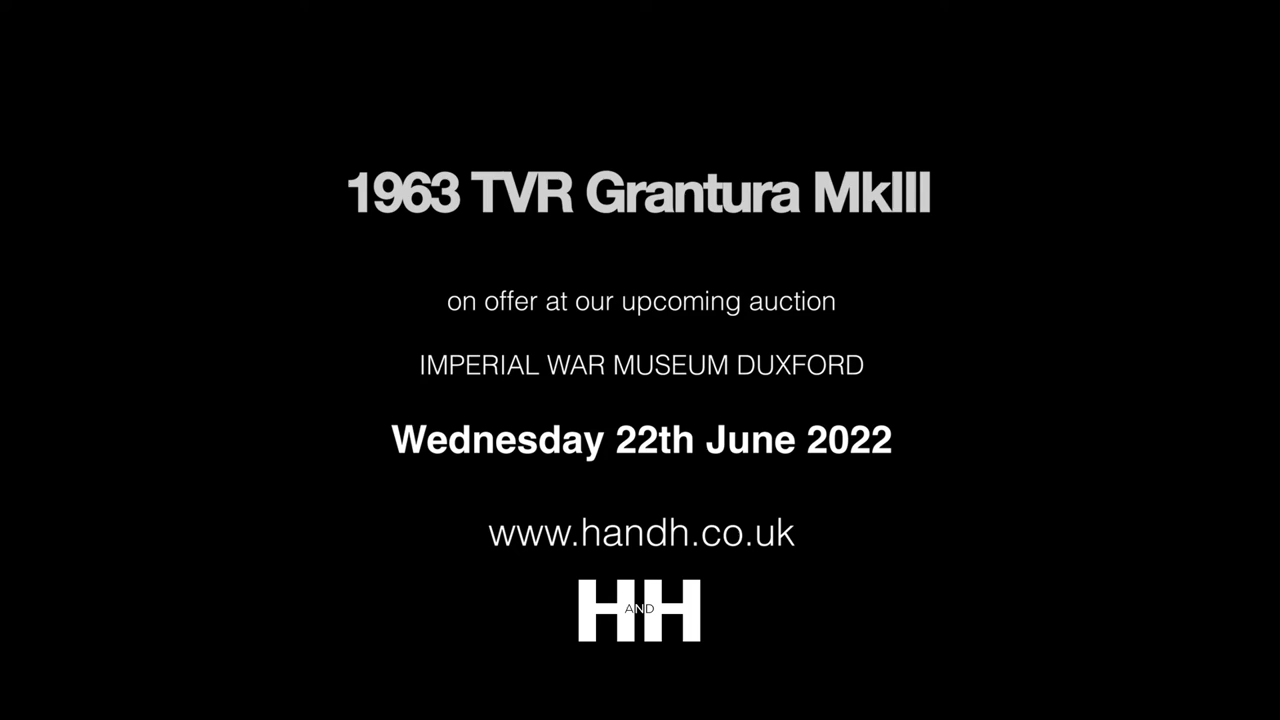 1963 TVR Grantura MkIII
on offer at our upcoming auction
IMPERIAL WAR MUSEUM DUXFORD
Wednesday 22th June 2022
www.handh.co.uk
H AND H